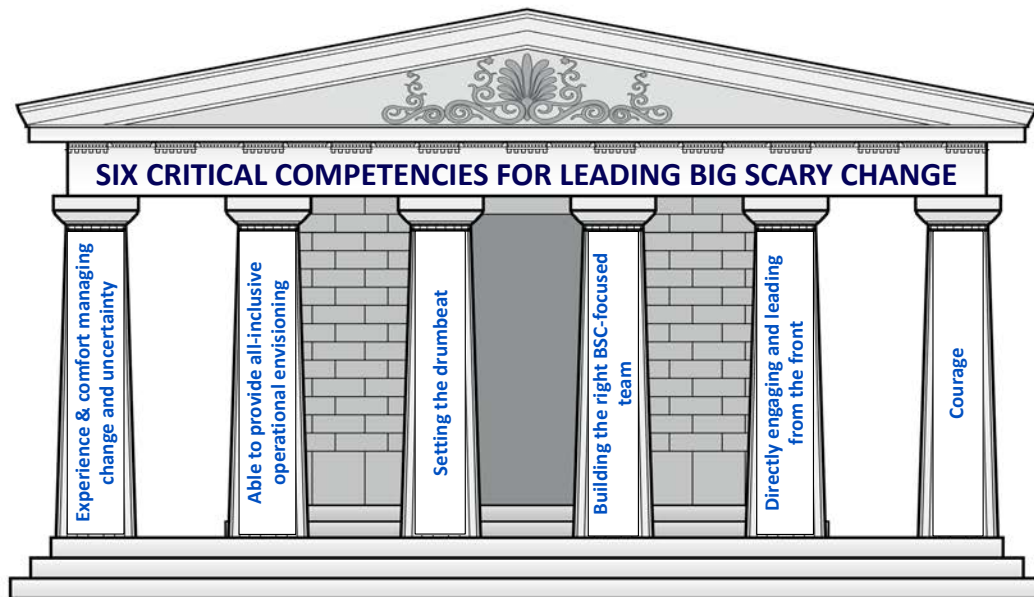 SIX CRITICAL COMPETENCIES FOR LEADING BIG SCARY CHANGE
Experience & comfort managing
change and uncertainty
Able to provide all-inclusive
operational envisioning
Setting the drumbeat
Building the right BSC-focused
team
Directly engaging and leading
from the front
Courage